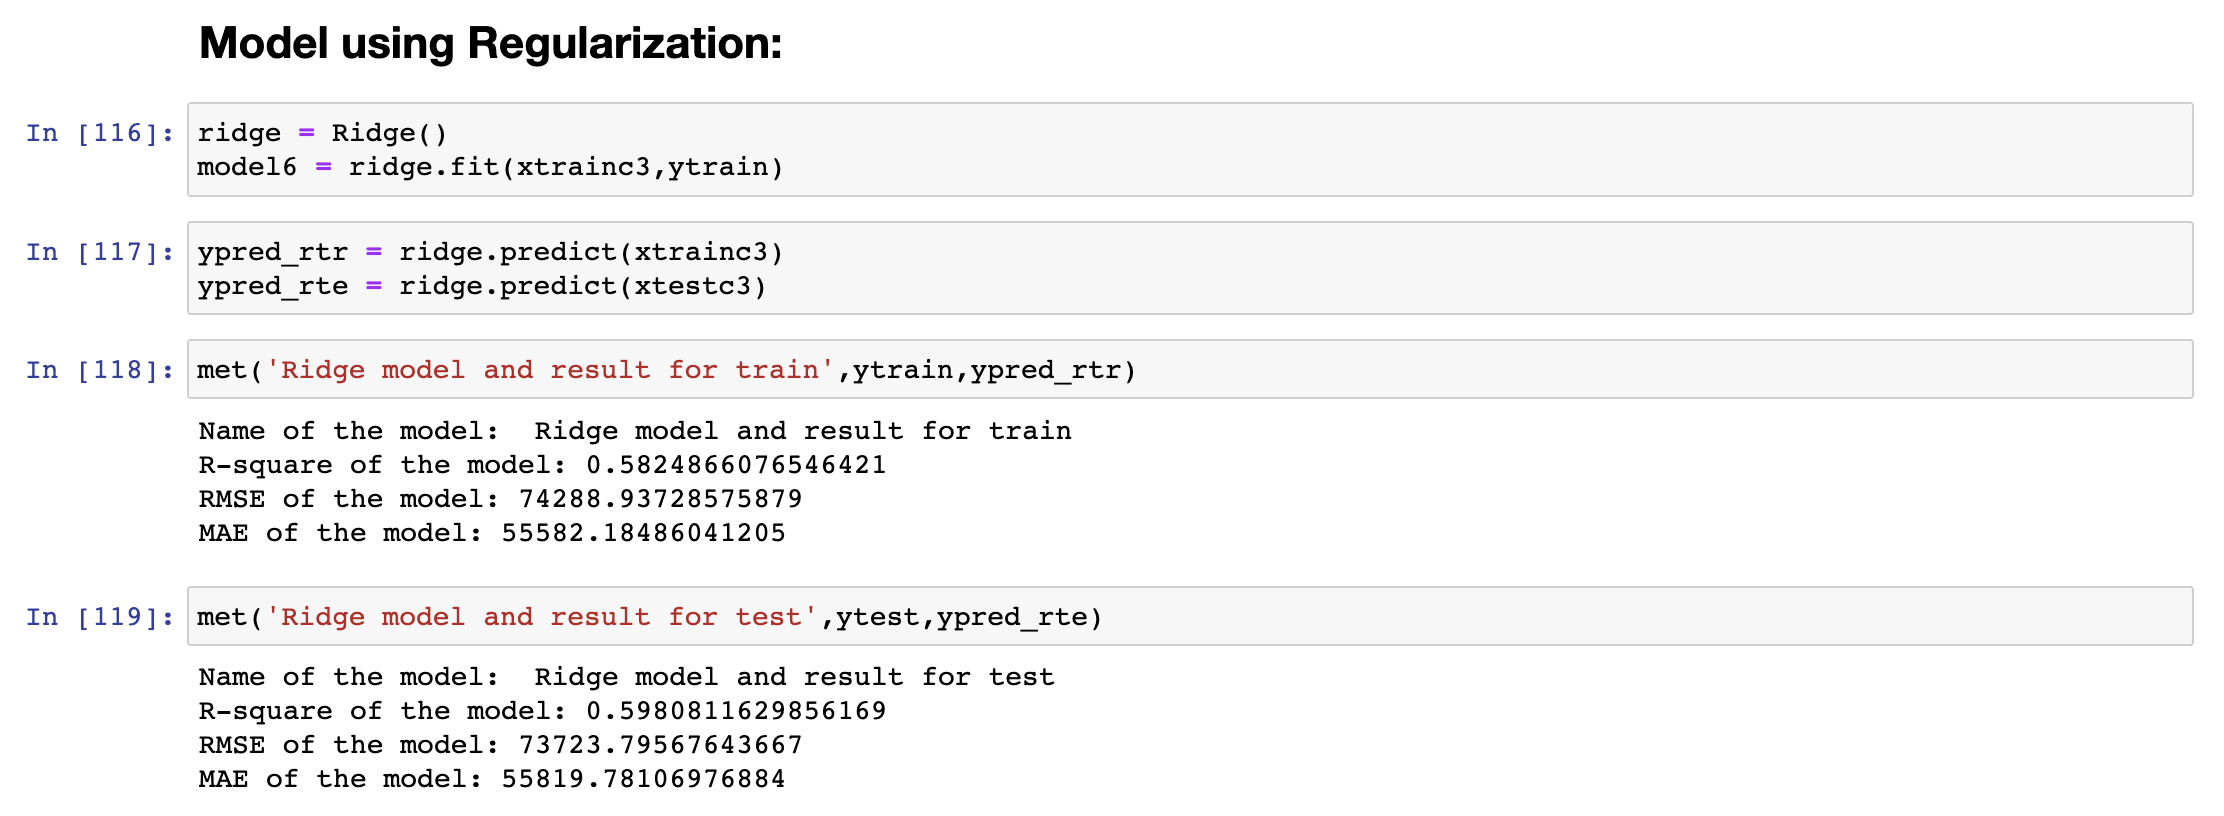 Model using Regularization:
In [116]:
ridge = Ridge()
model6 = ridge.fit(xtrainc3,ytrain)
In [117]:
ypred_rtr = ridge.predict(xtrainc3)
ypred_rte = ridge.predict(xtestc3)
In [118]:
met('Ridge model and result for train',ytrain,ypred_rtr)
Name of the model:  Ridge model and result for train
R-square of the model: 0.5824866076546421
RMSE of the model: 74288.93728575879
MAE of the model: 55582.18486041205
In [119]:
met('Ridge model and result for test',ytest,ypred_rte)
Name of the model:  Ridge model and result for test
R-square of the model: 0.5980811629856169
RMSE of the model: 73723.79567643667
MAE of the model: 55819.78106976884